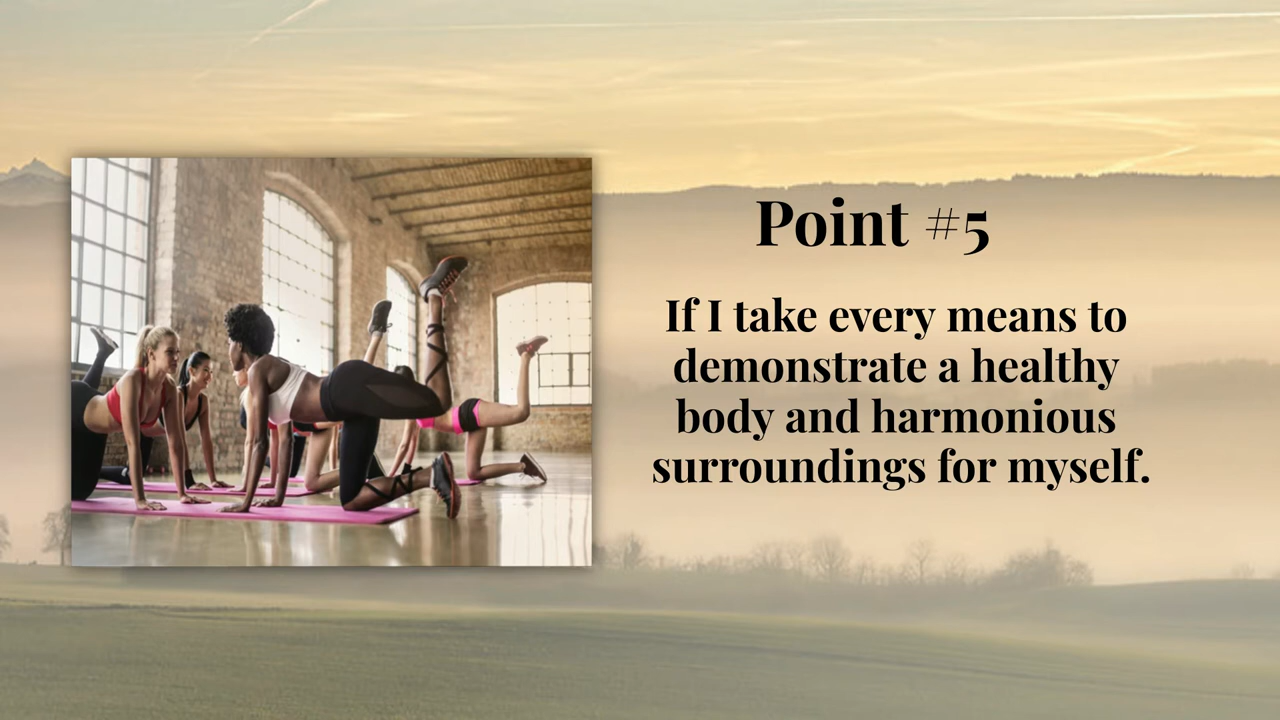 Point #5
If I take every means to
demonstrate a healthy
body and harmonious
surroundings for myself.